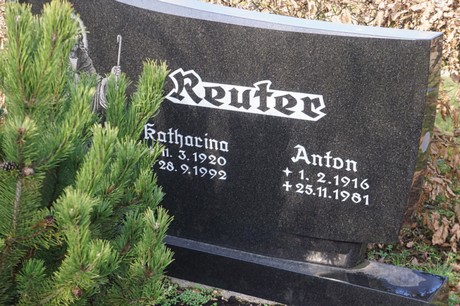 Reuter
Katharina
11. 3. 1920
28. 9. 1992
Anton
✦ 1. 2. 1916
✝ 25. 11. 1981